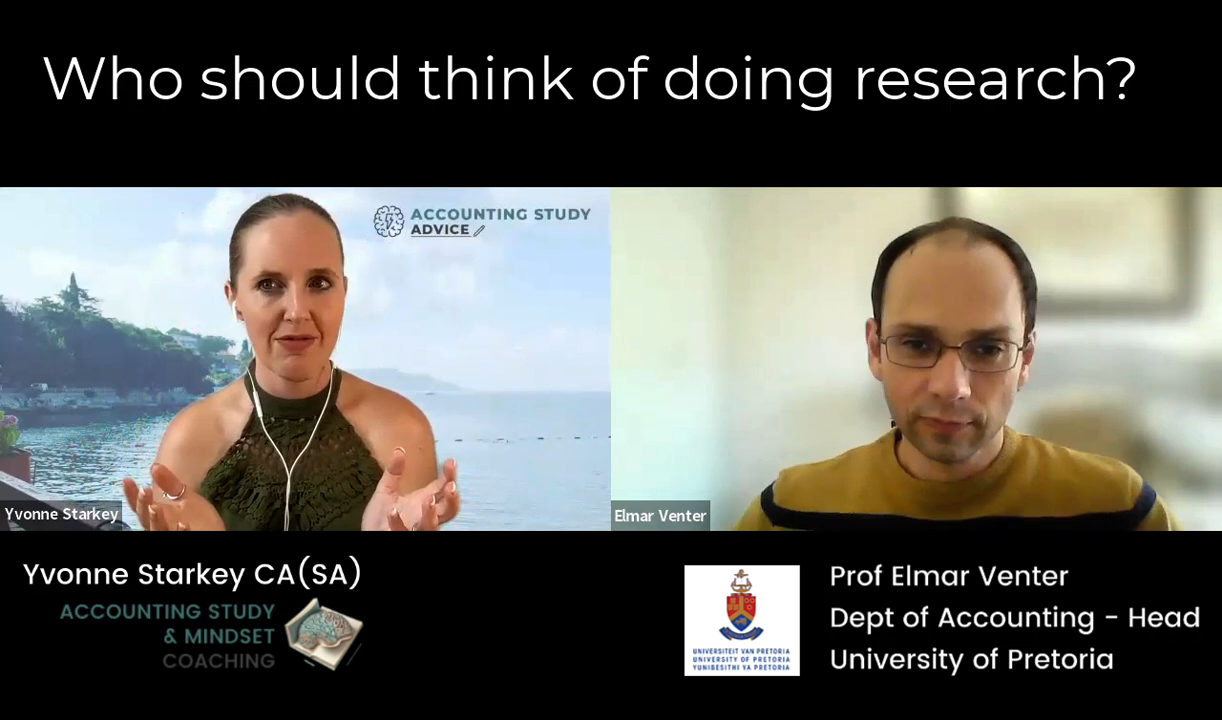 Who should think of doing research?
ACCOUNTING STUDY
ADVICE
Yvonne Starkey
Elmar Venter
Yvonne Starkey CA(SA)
ACCOUNTING STUDY
& MINDSET
COACHING
UNIVERSITEIT VAN PRETORIA
UNIVERSITY OF PRETORIA
YUNIBESITHI YA PRETORIA
Prof Elmar Venter
Dept of Accounting - Head
University of Pretoria